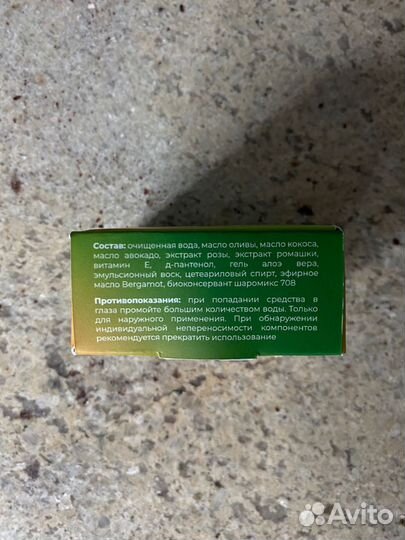 Состав: очищенная вода, масло оливы, масло кокоса,
масло авокадо, экстракт розы, экстракт ромашки,
витамин Е, д-пантенол, гель алоэ вера,
эмульсионный воск, цетеариловый спирт, эфирное
масло Bergamot, биоконсервант шаромикс 708
Противопоказания: при попадании средства в
глаза промойте большим количеством воды. Только
для наружного применения. При обнаружении
индивидуальной непереносимости компонентов
рекомендуется прекратить использование
Avito